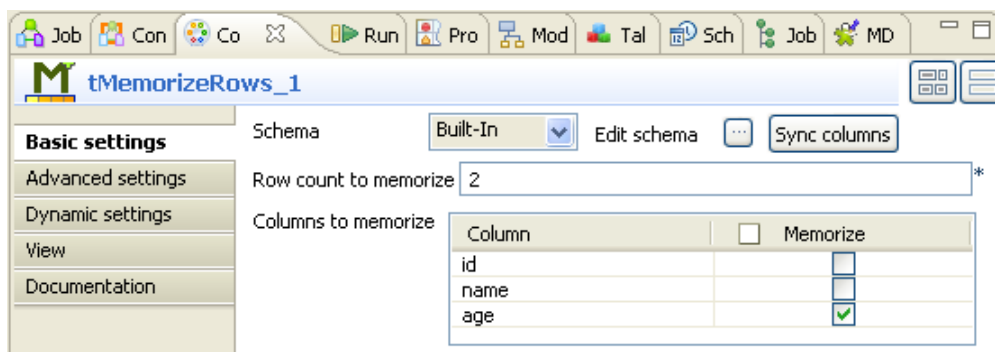 Job Con Co Run Pro Mod Tal Sch Job MD
tMemorizeRows_1
Basic settings
Advanced settings
Dynamic settings
View
Documentation
Schema Built-In Edit schema ... Sync columns
Row count to memorize 2 *
Columns to memorize
Column Memorize
id
name
age